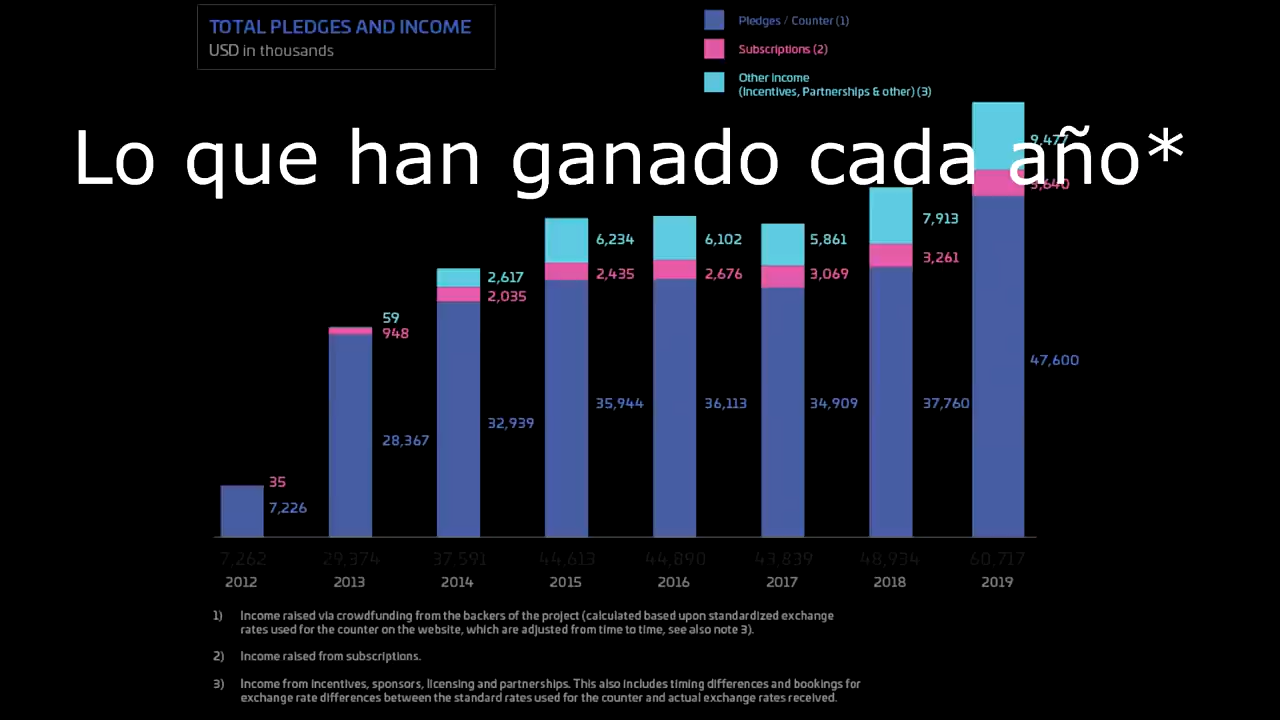 TOTAL PLEDGES AND INCOME
USD in thousands
Pledges / Counter (1)
Subscriptions (2)
Other income
(Incentives, Partnerships & other) (3)
Lo que han ganado cada año*
9,477
3,640
7,913
6,234 6,102 5,861
3,261
2,617 2,435 2,676 3,069
2,035
59
948
47,600
35,944 36,113 34,909 37,760
32,939
28,367
35
7,226
7,262 29,374 37,591 44,613 44,890 43,839 48,934 60,717
2012 2013 2014 2015 2016 2017 2018 2019
1) Income raised via crowdfunding from the backers of the project (calculated based upon standardized exchange
rates used for the counter on the website, which are adjusted from time to time, see also note 3).
2) Income raised from subscriptions.
3) Income from incentives, sponsors, licensing and partnerships. This also includes timing differences and bookings for
exchange rate differences between the standard rates used for the counter and actual exchange rates received.